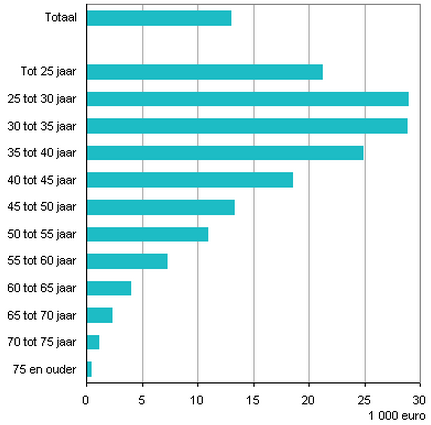 Totaal
Tot 25 jaar
25 tot 30 jaar
30 tot 35 jaar
35 tot 40 jaar
40 tot 45 jaar
45 tot 50 jaar
50 tot 55 jaar
55 tot 60 jaar
60 tot 65 jaar
65 tot 70 jaar
70 tot 75 jaar
75 en ouder
0 5 10 15 20 25 30
1 000 euro